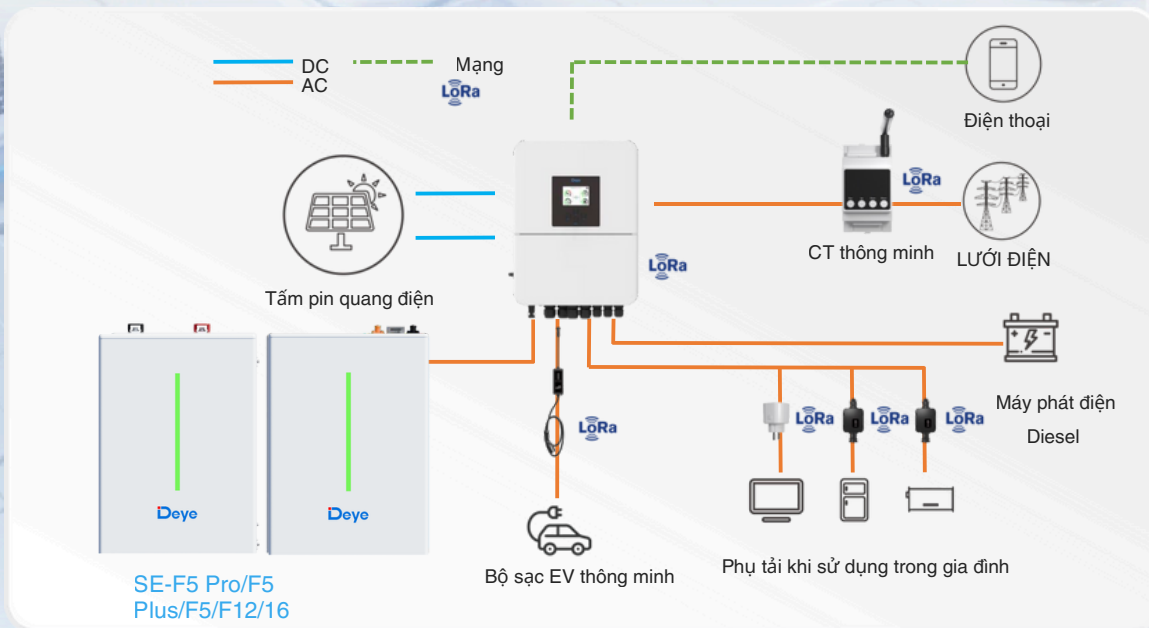 DC
AC
Mạng
LoRa
Điện thoại
LoRa
Deye
CT thông minh
LƯỚI ĐIỆN
LoRa
Tấm pin quang điện
LoRa
LoRa
LoRa
LoRa
Máy phát điện
Diesel
Deye
Deye
Bộ sạc EV thông minh
Phụ tải khi sử dụng trong gia đình
SE-F5 Pro/F5
Plus/F5/F12/16